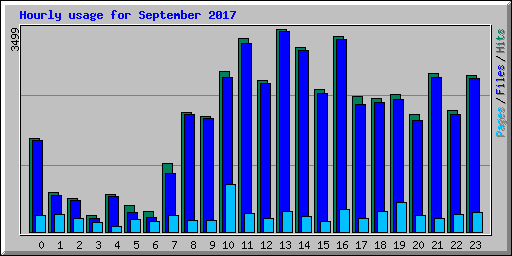 Hourly usage for September 2017
3499
Pages / Files / Hits
0 1 2 3 4 5 6 7 8 9 10 11 12 13 14 15 16 17 18 19 20 21 22 23